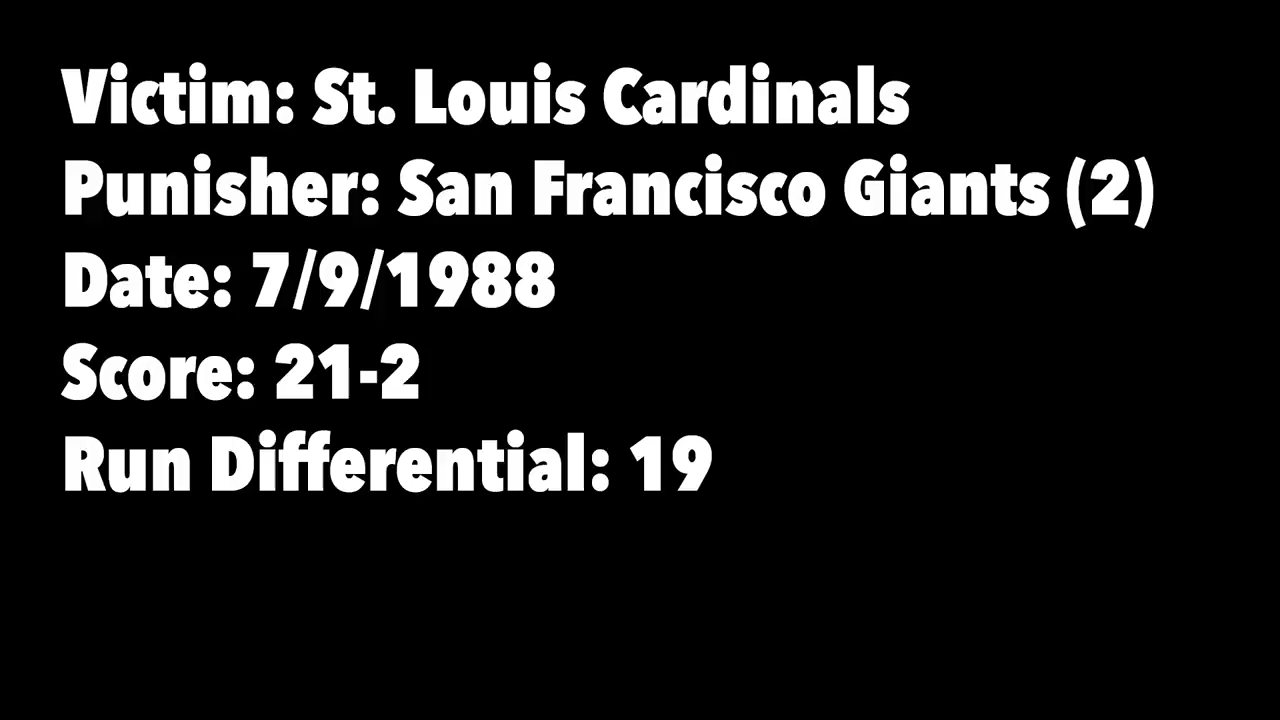 Victim: St. Louis Cardinals
Punisher: San Francisco Giants (2)
Date: 7/9/1988
Score: 21-2
Run Differential: 19